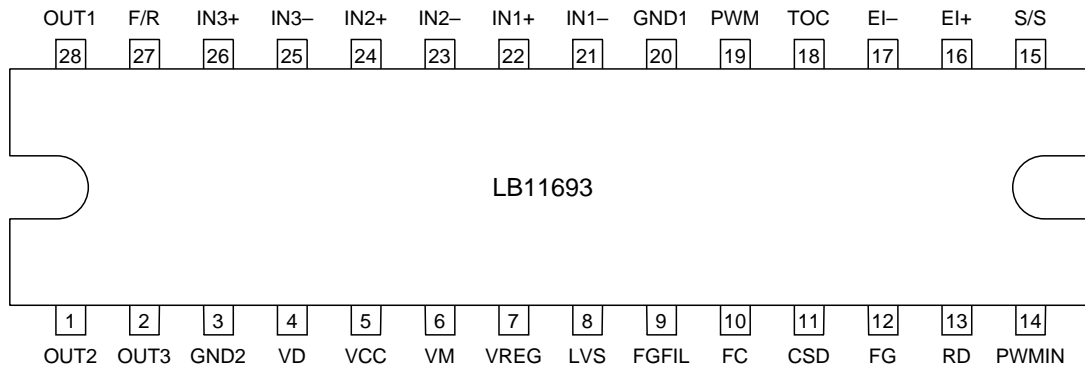 OUT1 F/R IN3+ IN3– IN2+ IN2– IN1+ IN1– GND1 PWM TOC EI– EI+ S/S
28 27 26 25 24 23 22 21 20 19 18 17 16 15
LB11693
1 2 3 4 5 6 7 8 9 10 11 12 13 14
OUT2 OUT3 GND2 VD VCC VM VREG LVS FGFIL FC CSD FG RD PWMIN